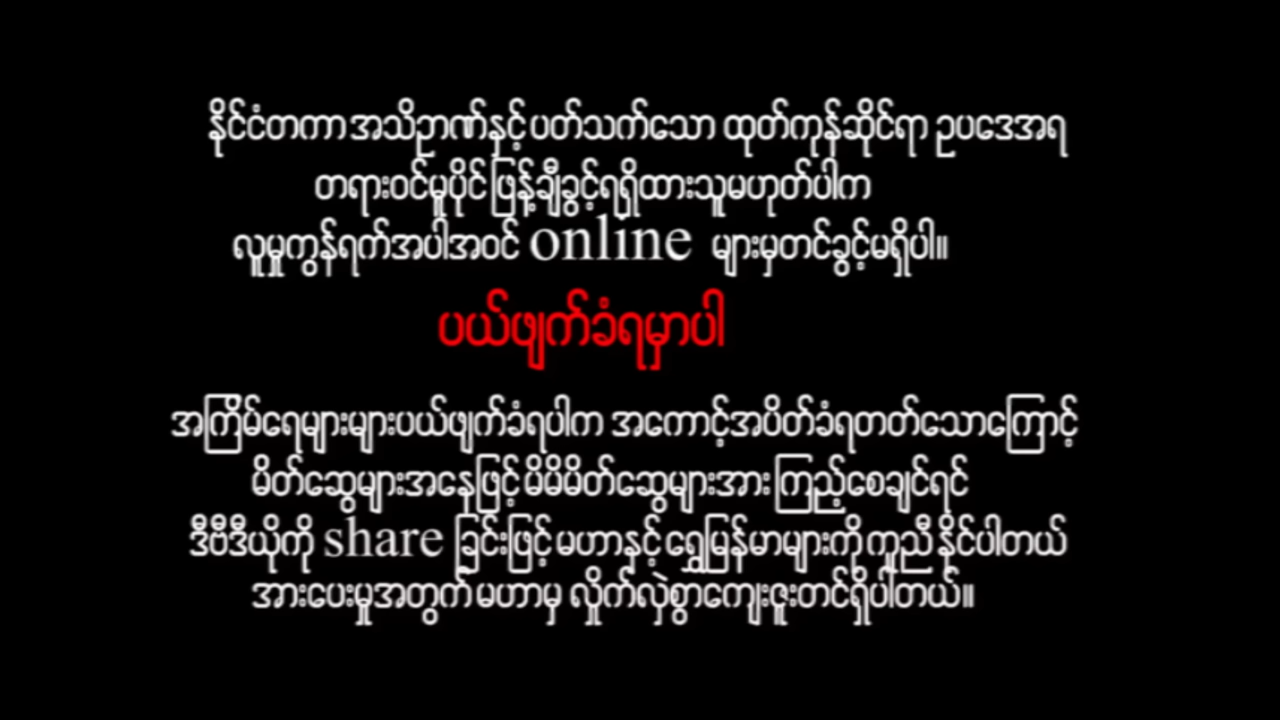 နိုင်ငံတကာ အသိဉာဏ်နှင့် ပတ်သက်သော ထုတ်ကုန်ဆိုင်ရာ ဥပဒေအရ
တရားဝင်မူပိုင် ဖြန့်ချီခွင့်ရရှိထားသူမဟုတ်ပါက
လူမှုကွန်ရက်အပါအဝင် online များမှတင်ခွင့်မရှိပါ။
ပယ်ဖျက်ခံရမှာပါ
အကြိမ်ရေများများပယ်ဖျက်ခံရပါက အကောင့်အပိတ်ခံရတတ်သောကြောင့်
မိတ်ဆွေများအနေဖြင့် မိမိမိတ်ဆွေများအား ကြည့်စေချင်ရင်
ဒီဗီဒီယိုကို share ခြင်းဖြင့် မဟာနှင့် ရွှေမြန်မာများကို ကူညီ နိုင်ပါတယ်
အားပေးမှုအတွက် မဟာမှ လှိုက်လှဲစွာကျေးဇူးတင်ရှိပါတယ်။